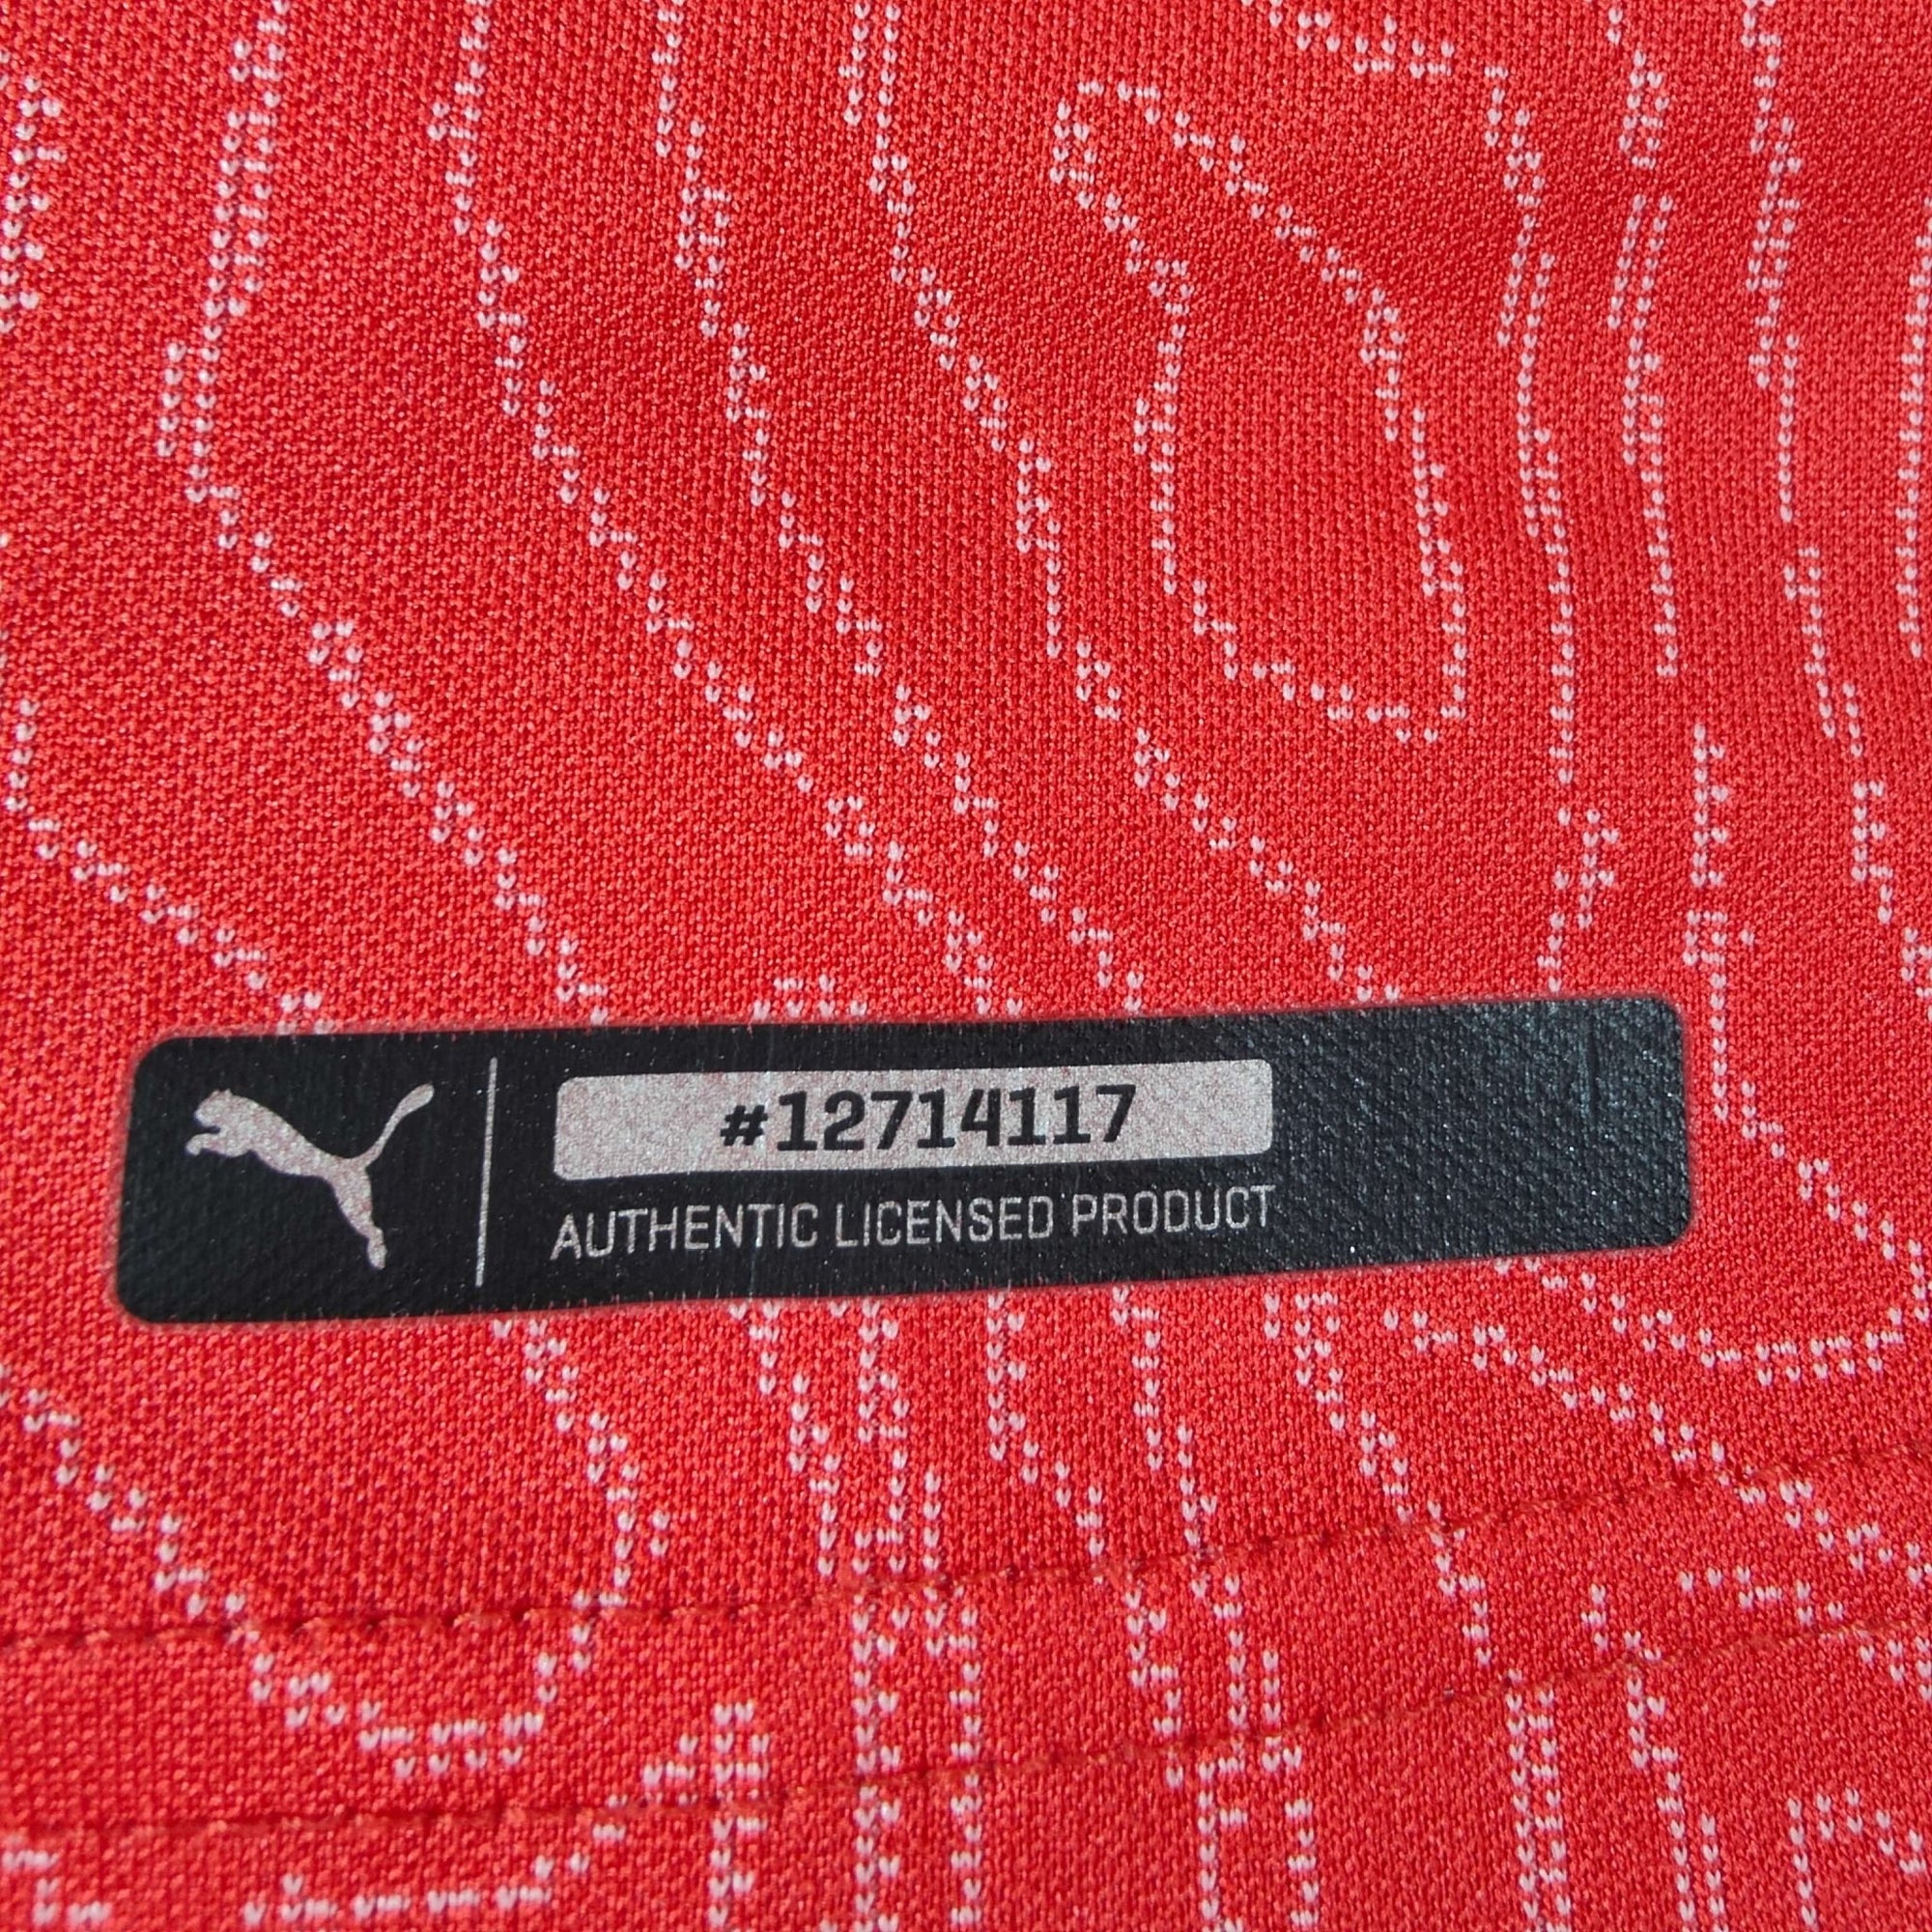 #12714117
AUTHENTIC LICENSED PRODUCT